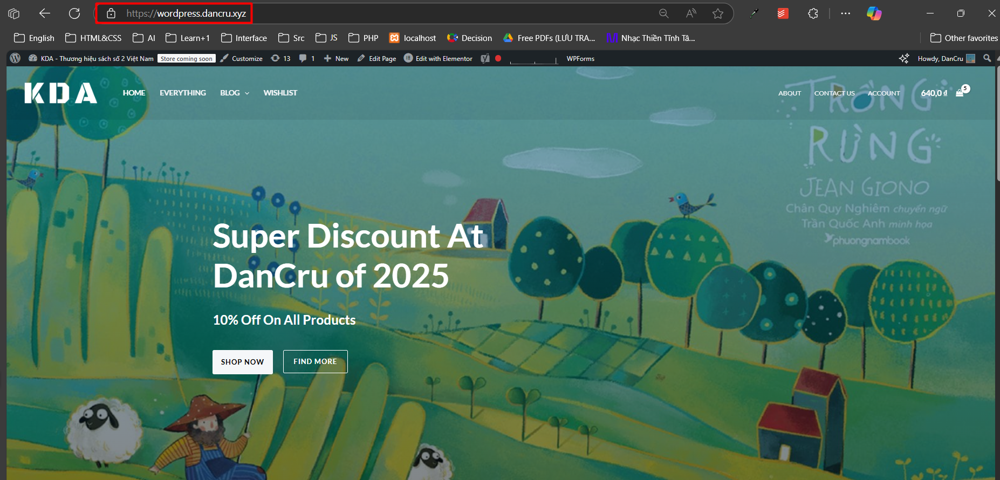 https://wordpress.dancru.xyz
English HTML&CSS AI Learn+1 Interface Src JS PHP localhost Decision Free PDFs (LƯU TRA... Nhạc Thiền Tĩnh Tâ... Other favorites
KDA - Thương hiệu sách số 2 Việt Nam Store coming soon Customize 13 1 New Edit Page Edit with Elementor WPForms Howdy, DanCru
KDA HOME EVERYTHING BLOG WISHLIST ABOUT CONTACT US ACCOUNT 640,0 ₫ 5
TRỒNG
RỪNG
JEAN GIONO
Chân Quy Nghiêm chuyển ngữ
Trần Quốc Anh minh họa
phuongnambook
Super Discount At
DanCru of 2025
10% Off On All Products
SHOP NOW FIND MORE